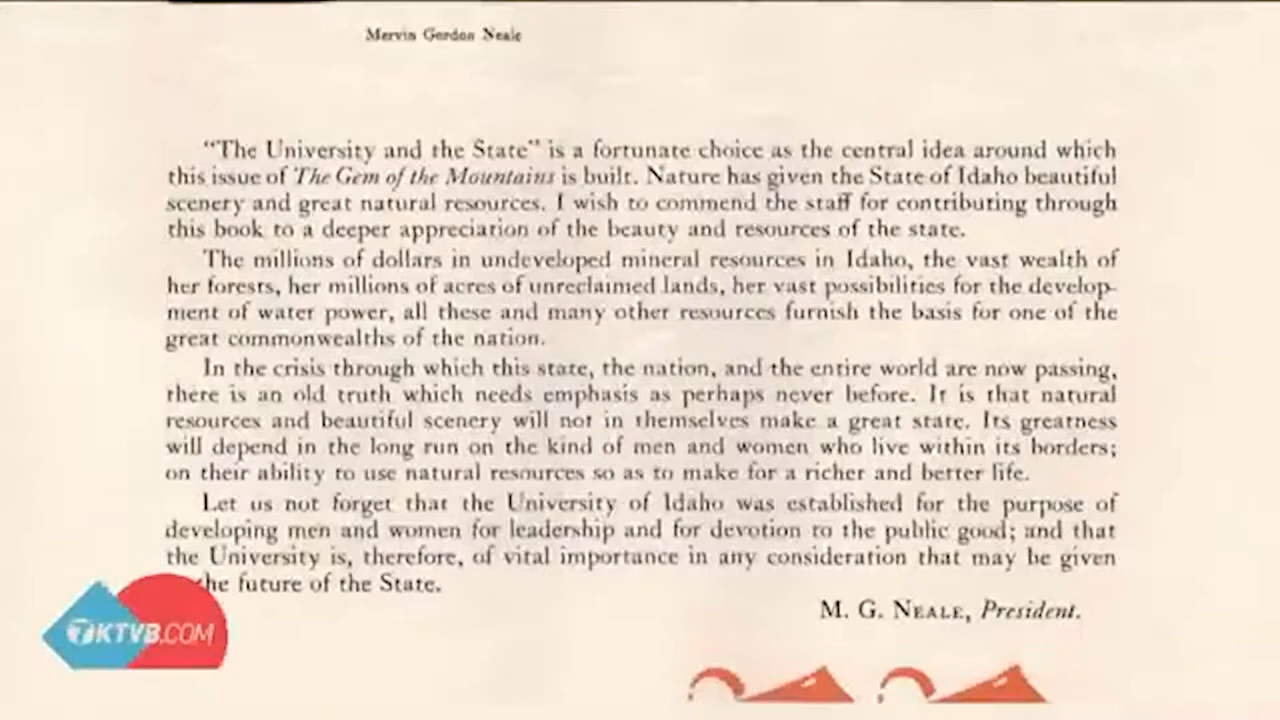 Mervin Gordon Neale
"The University and the State" is a fortunate choice as the central idea around which
this issue of The Gem of the Mountains is built. Nature has given the State of Idaho beautiful
scenery and great natural resources. I wish to commend the staff for contributing through
this book to a deeper appreciation of the beauty and resources of the state.
The millions of dollars in undeveloped mineral resources in Idaho, the vast wealth of
her forests, her millions of acres of unreclaimed lands, her vast possibilities for the develop-
ment of water power, all these and many other resources furnish the basis for one of the
great commonwealths of the nation.
In the crisis through which this state, the nation, and the entire world are now passing,
there is an old truth which needs emphasis as perhaps never before. It is that natural
resources and beautiful scenery will not in themselves make a great state. Its greatness
will depend in the long run on the kind of men and women who live within its borders;
on their ability to use natural resources so as to make for a richer and better life.
Let us not forget that the University of Idaho was established for the purpose of
developing men and women for leadership and for devotion to the public good; and that
the University is, therefore, of vital importance in any consideration that may be given
he future of the State.
M. G. NEALE, President.
7KTVB.COM